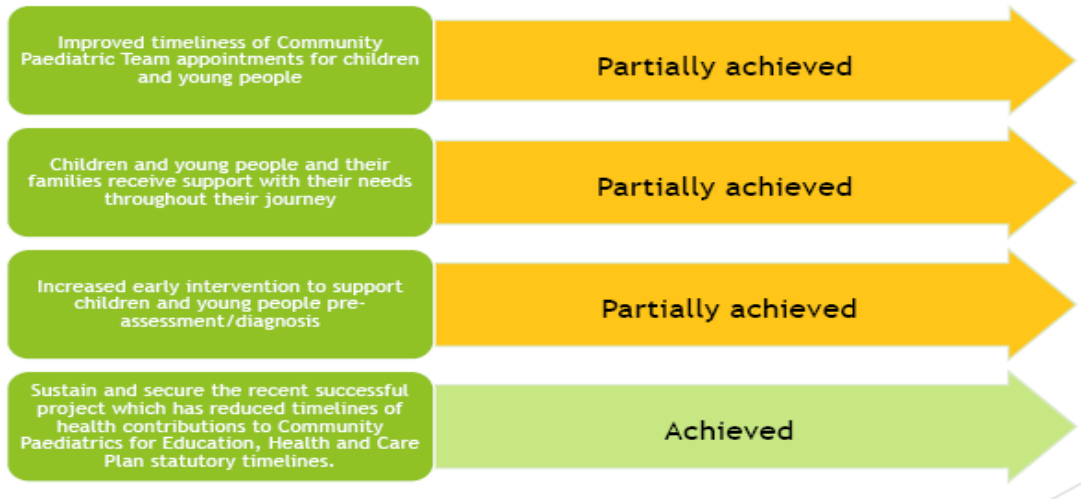 Improved timeliness of Community
Paediatric Team appointments for children
and young people
Partially achieved
Children and young people and their
families receive support with their needs
throughout their journey
Partially achieved
Increased early intervention to support
children and young people pre-
assessment/diagnosis
Partially achieved
Sustain and secure the recent successful
project which has reduced timelines of
health contributions to Community
Paediatrics for Education, Health and Care
Plan statutory timelines.
Achieved